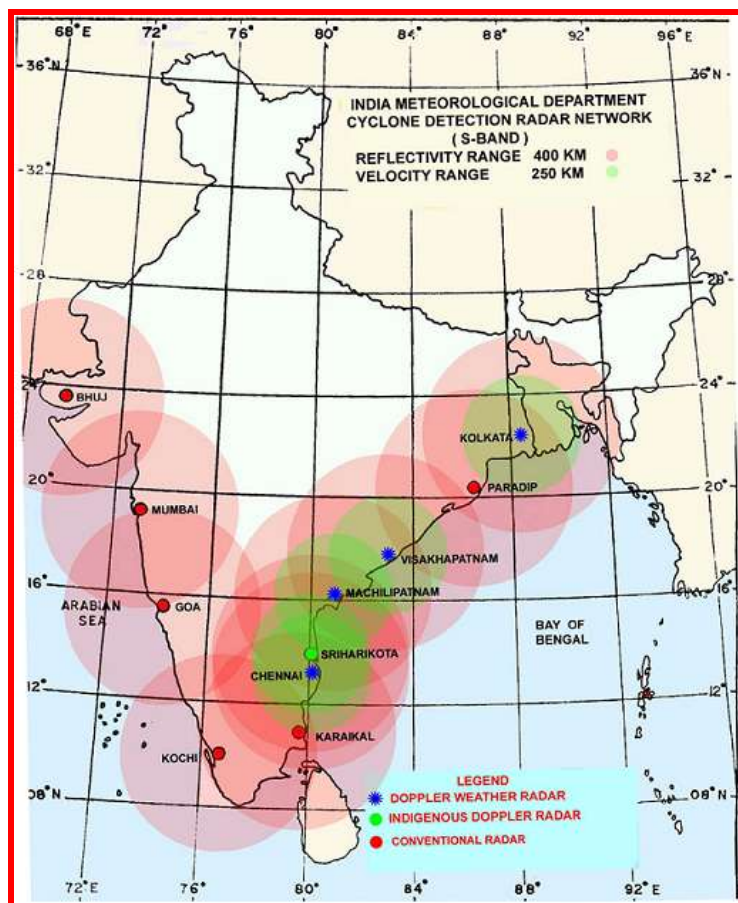 68°E 72° 76° 80° 84° 88° 92° 96°E
36°N 36°N
INDIA METEOROLOGICAL DEPARTMENT
CYCLONE DETECTION RADAR NETWORK
( S-BAND )
REFLECTIVITY RANGE 400 KM
VELOCITY RANGE 250 KM
32° 32°
28° 28°
24° 24°
BHUJ
KOLKATA
20° 20°
PARADIP
MUMBAI
VISAKHAPATNAM
16° 16°
MACHILIPATNAM
ARABIAN
SEA
GOA
BAY OF
BENGAL
SRIHARIKOTA
CHENNAI
12° 12°
KARAIKAL
KOCHI
08°N 08°N
LEGEND
DOPPLER WEATHER RADAR
INDIGENOUS DOPPLER RADAR
CONVENTIONAL RADAR
72°E 76° 80° 84° 88° 92°E